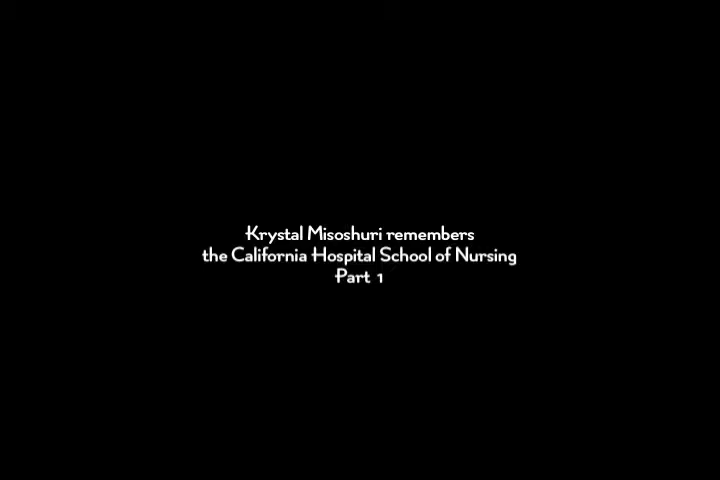 Krystal Misoshuri remembers
the California Hospital School of Nursing
Part 1